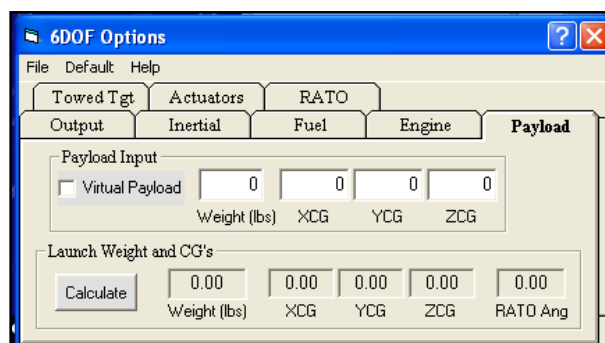 6DOF Options
File Default Help
Towed Tgt Actuators RATO
Output Inertial Fuel Engine Payload
Payload Input
Virtual Payload 0 0 0 0
Weight (lbs) XCG YCG ZCG
Launch Weight and CG's
Calculate 0.00 0.00 0.00 0.00 0.00
Weight (lbs) XCG YCG ZCG RATO Ang